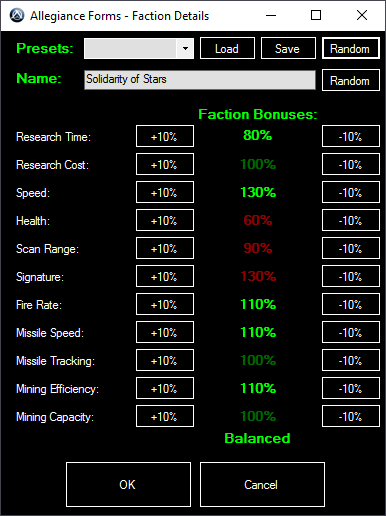 Allegiance Forms - Faction Details
Presets: Load Save Random
Name: Solidarity of Stars Random
Faction Bonuses:
Research Time: +10% 80% -10%
Research Cost: +10% 100% -10%
Speed: +10% 130% -10%
Health: +10% 60% -10%
Scan Range: +10% 90% -10%
Signature: +10% 130% -10%
Fire Rate: +10% 110% -10%
Missile Speed: +10% 110% -10%
Missile Tracking: +10% 100% -10%
Mining Efficiency: +10% 110% -10%
Mining Capacity: +10% 100% -10%
Balanced
OK Cancel